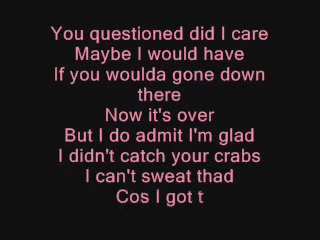 You questioned did I care
Maybe I would have
If you woulda gone down
there
Now it's over
But I do admit I'm glad
I didn't catch your crabs
I can't sweat thad
Cos I got t